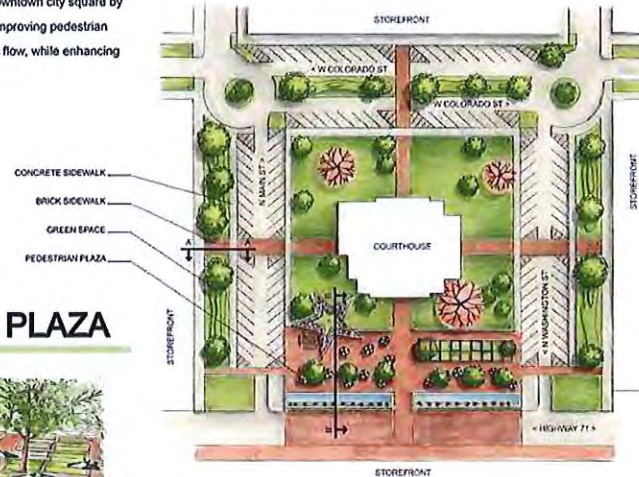 owntown city square by
mproving pedestrian
flow, while enhancing
STOREFRONT
< W COLORADO ST
W COLORADO ST >
CONCRETE SIDEWALK
BRICK SIDEWALK
GREEN SPACE
PEDESTRIAN PLAZA
N MAIN ST >
COURTHOUSE
< N WASHINGTON ST
STOREFRONT
STOREFRONT
A
A
PLAZA
< HIGHWAY 71 >
STOREFRONT